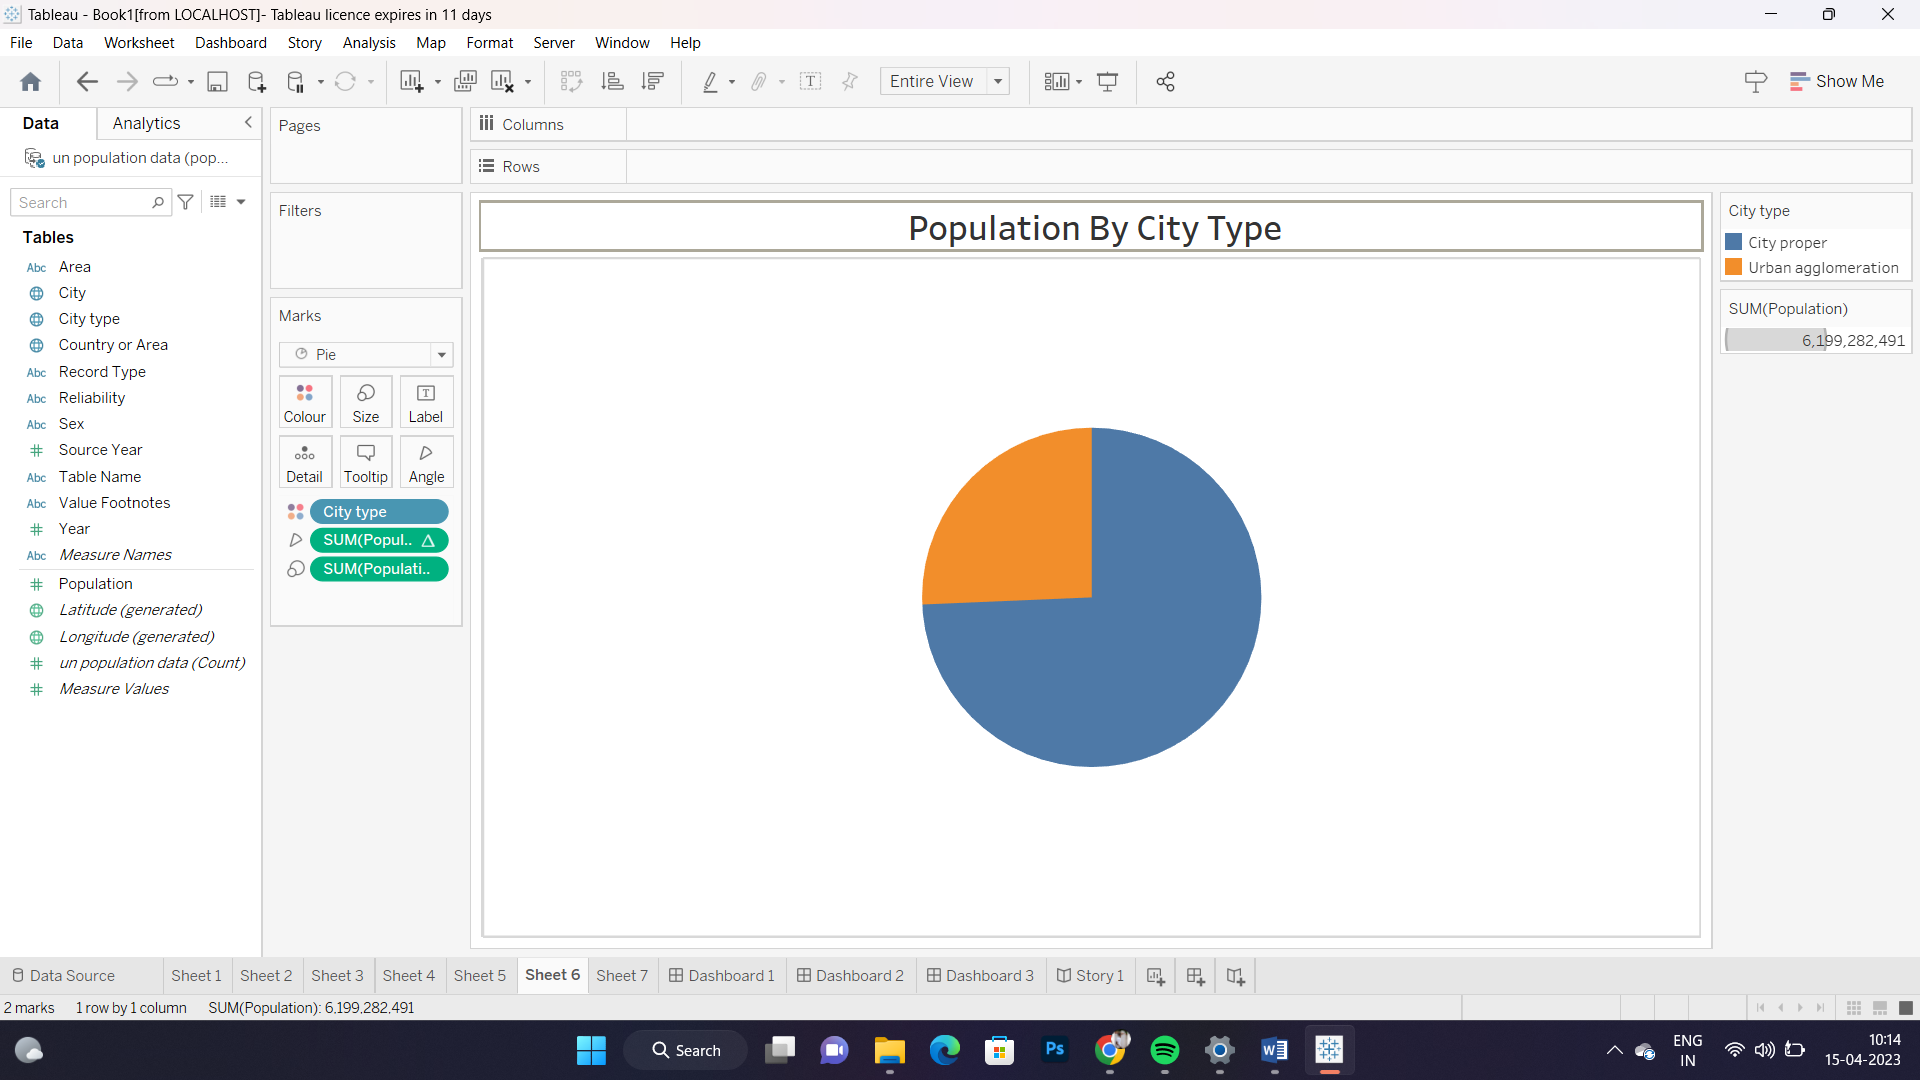 Tableau - Book1[from LOCALHOST]- Tableau licence expires in 11 days
File Data Worksheet Dashboard Story Analysis Map Format Server Window Help
Entire View
Show Me
Data Analytics
un population data (pop...
Search
Tables
Abc Area
City
City type
Country or Area
Abc Record Type
Abc Reliability
Abc Sex
Source Year
Abc Table Name
Abc Value Footnotes
Year
Abc Measure Names
Population
Latitude (generated)
Longitude (generated)
un population data (Count)
Measure Values
Pages
Filters
Marks
Pie
Colour Size Label
Detail Tooltip Angle
City type
SUM(Popul.. △
SUM(Populati..
Columns
Rows
Population By City Type
City type
City proper
Urban agglomeration
SUM(Population)
6,199,282,491
Data Source Sheet 1 Sheet 2 Sheet 3 Sheet 4 Sheet 5 Sheet 6 Sheet 7 Dashboard 1 Dashboard 2 Dashboard 3 Story 1
2 marks 1 row by 1 column SUM(Population): 6,199,282,491
Search
Ps
W
ENG
IN
10:14
15-04-2023